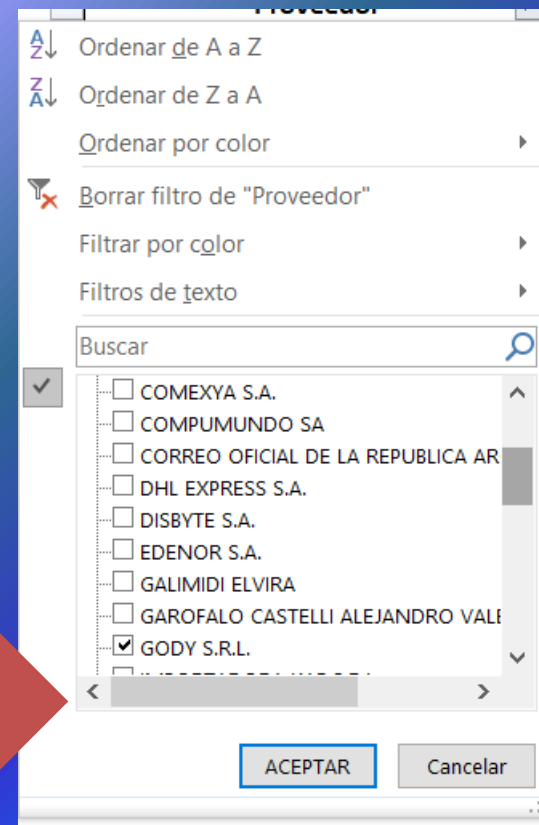 Proveedor
Ordenar de A a Z
Ordenar de Z a A
Ordenar por color
Borrar filtro de "Proveedor"
Filtrar por color
Filtros de texto
Buscar
COMEXYA S.A.
COMPUMUNDO SA
CORREO OFICIAL DE LA REPUBLICA AR
DHL EXPRESS S.A.
DISBYTE S.A.
EDENOR S.A.
GALIMIDI ELVIRA
GAROFALO CASTELLI ALEJANDRO VALE
GODY S.R.L.
ACEPTAR Cancelar